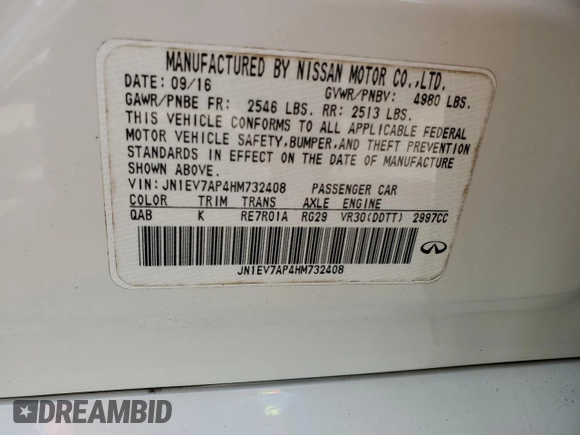 MANUFACTURED BY NISSAN MOTOR CO.,LTD.
DATE: 09/16 GVWR/PNBV: 4980 LBS.
GAWR/PNBE FR: 2546 LBS. RR: 2513 LBS.
THIS VEHICLE CONFORMS TO ALL APPLICABLE FEDERAL
MOTOR VEHICLE SAFETY,BUMPER,AND THEFT PREVENTION
STANDARDS IN EFFECT ON THE DATE OF MANUFACTURE
SHOWN ABOVE.
VIN: JN1EV7AP4HM732408 PASSENGER CAR
COLOR TRIM TRANS AXLE ENGINE
QAB K RE7R01A RG29 VR30(DDTT) 2997CC
JN1EV7AP4HM732408
DREAMBID